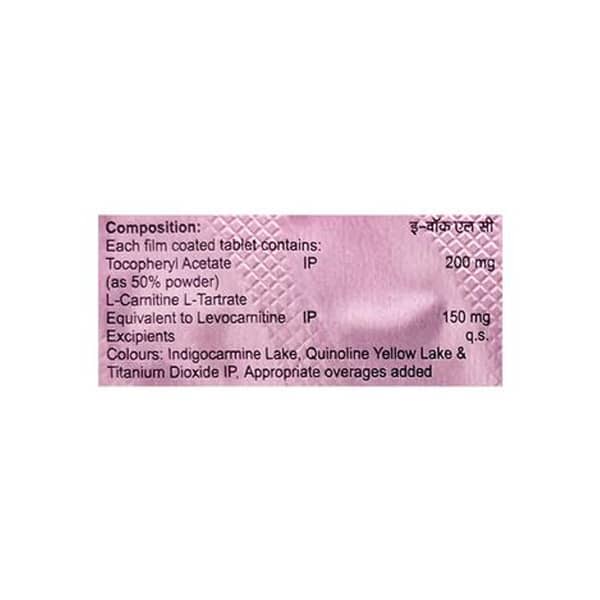 Composition: इ-वॉक एल सी
Each film coated tablet contains:
Tocopheryl Acetate IP 200 mg
(as 50% powder)
L-Carnitine L-Tartrate
Equivalent to Levocarnitine IP 150 mg
Excipients q.s.
Colours: Indigocarmine Lake, Quinoline Yellow Lake &
Titanium Dioxide IP, Appropriate overages added